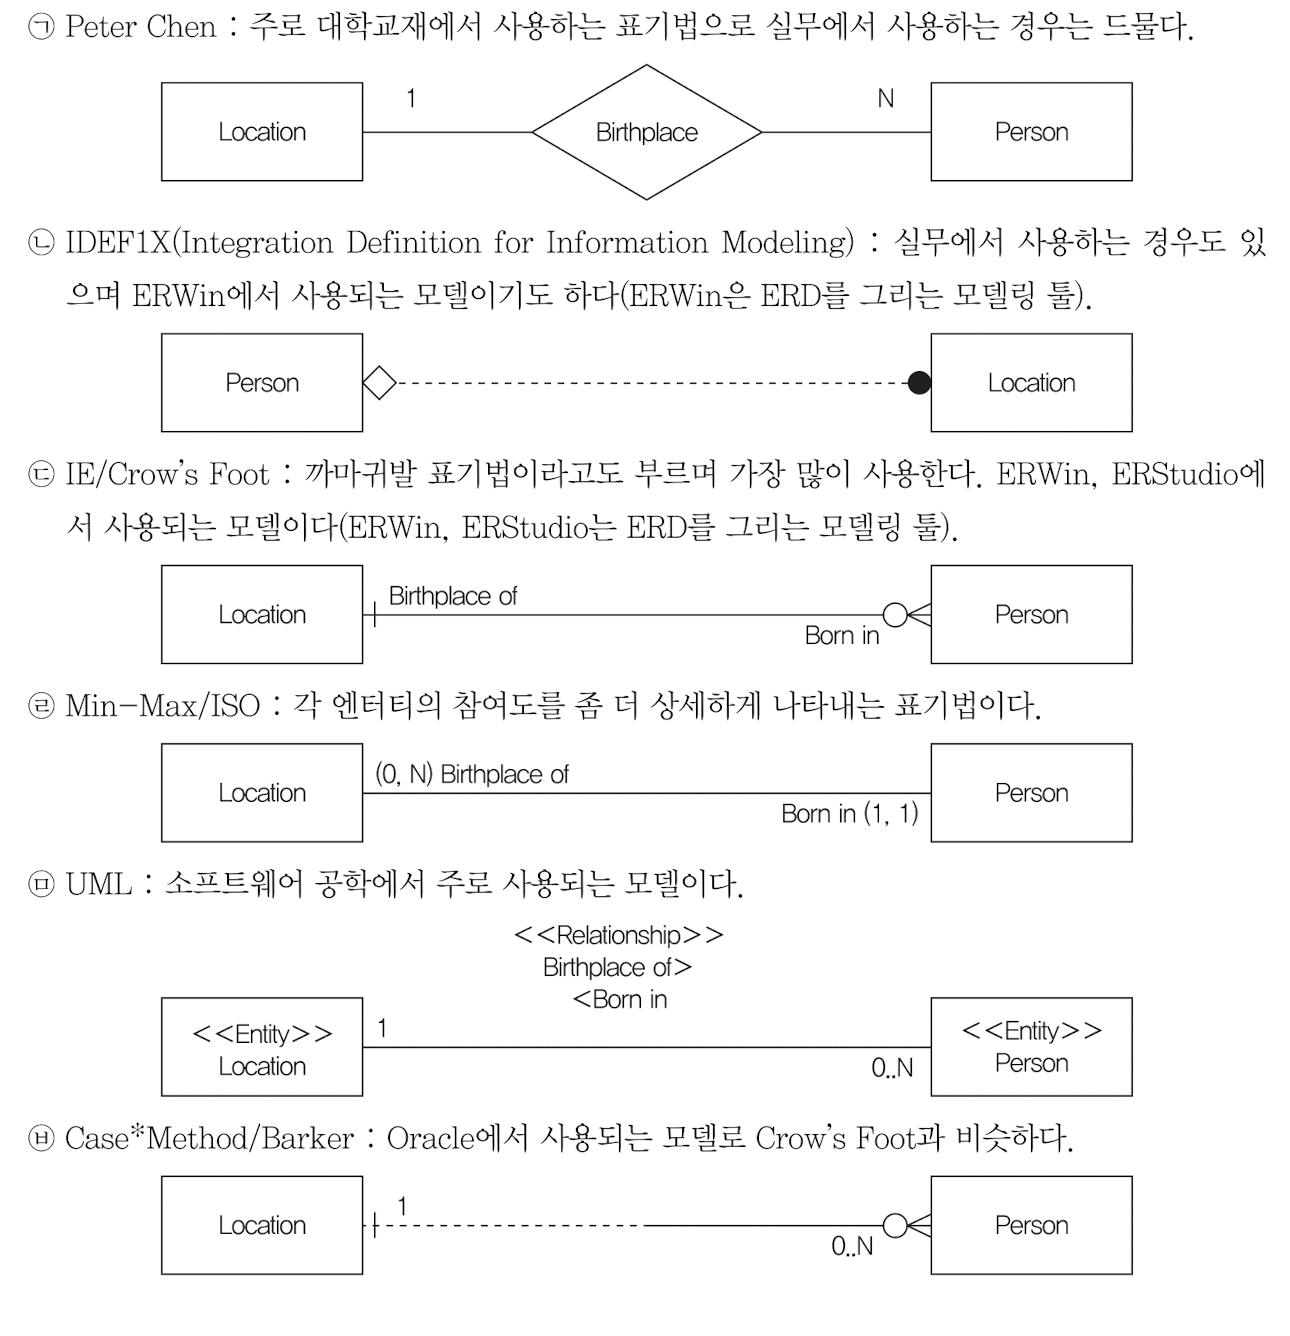 ㉠ Peter Chen : 주로 대학교재에서 사용하는 표기법으로 실무에서 사용하는 경우는 드물다.
1
N
Location
Birthplace
Person
㉡ IDEF1X(Integration Definition for Information Modeling) : 실무에서 사용하는 경우도 있
으며 ERWin에서 사용되는 모델이기도 하다(ERWin은 ERD를 그리는 모델링 툴).
Person
Location
㉢ IE/Crow's Foot : 까마귀발 표기법이라고도 부르며 가장 많이 사용한다. ERWin, ERStudio에
서 사용되는 모델이다(ERWin, ERStudio는 ERD를 그리는 모델링 툴).
Birthplace of
Location
Person
Born in
㉣ Min-Max/ISO : 각 엔터티의 참여도를 좀 더 상세하게 나타내는 표기법이다.
(0, N) Birthplace of
Location
Person
Born in (1, 1)
㉤ UML : 소프트웨어 공학에서 주로 사용되는 모델이다.
<<Relationship>>
Birthplace of>
<Born in
<<Entity>>
Location
1
<<Entity>>
Person
0..N
㉥ Case*Method/Barker : Oracle에서 사용되는 모델로 Crow's Foot과 비슷하다.
1
Location
Person
0..N